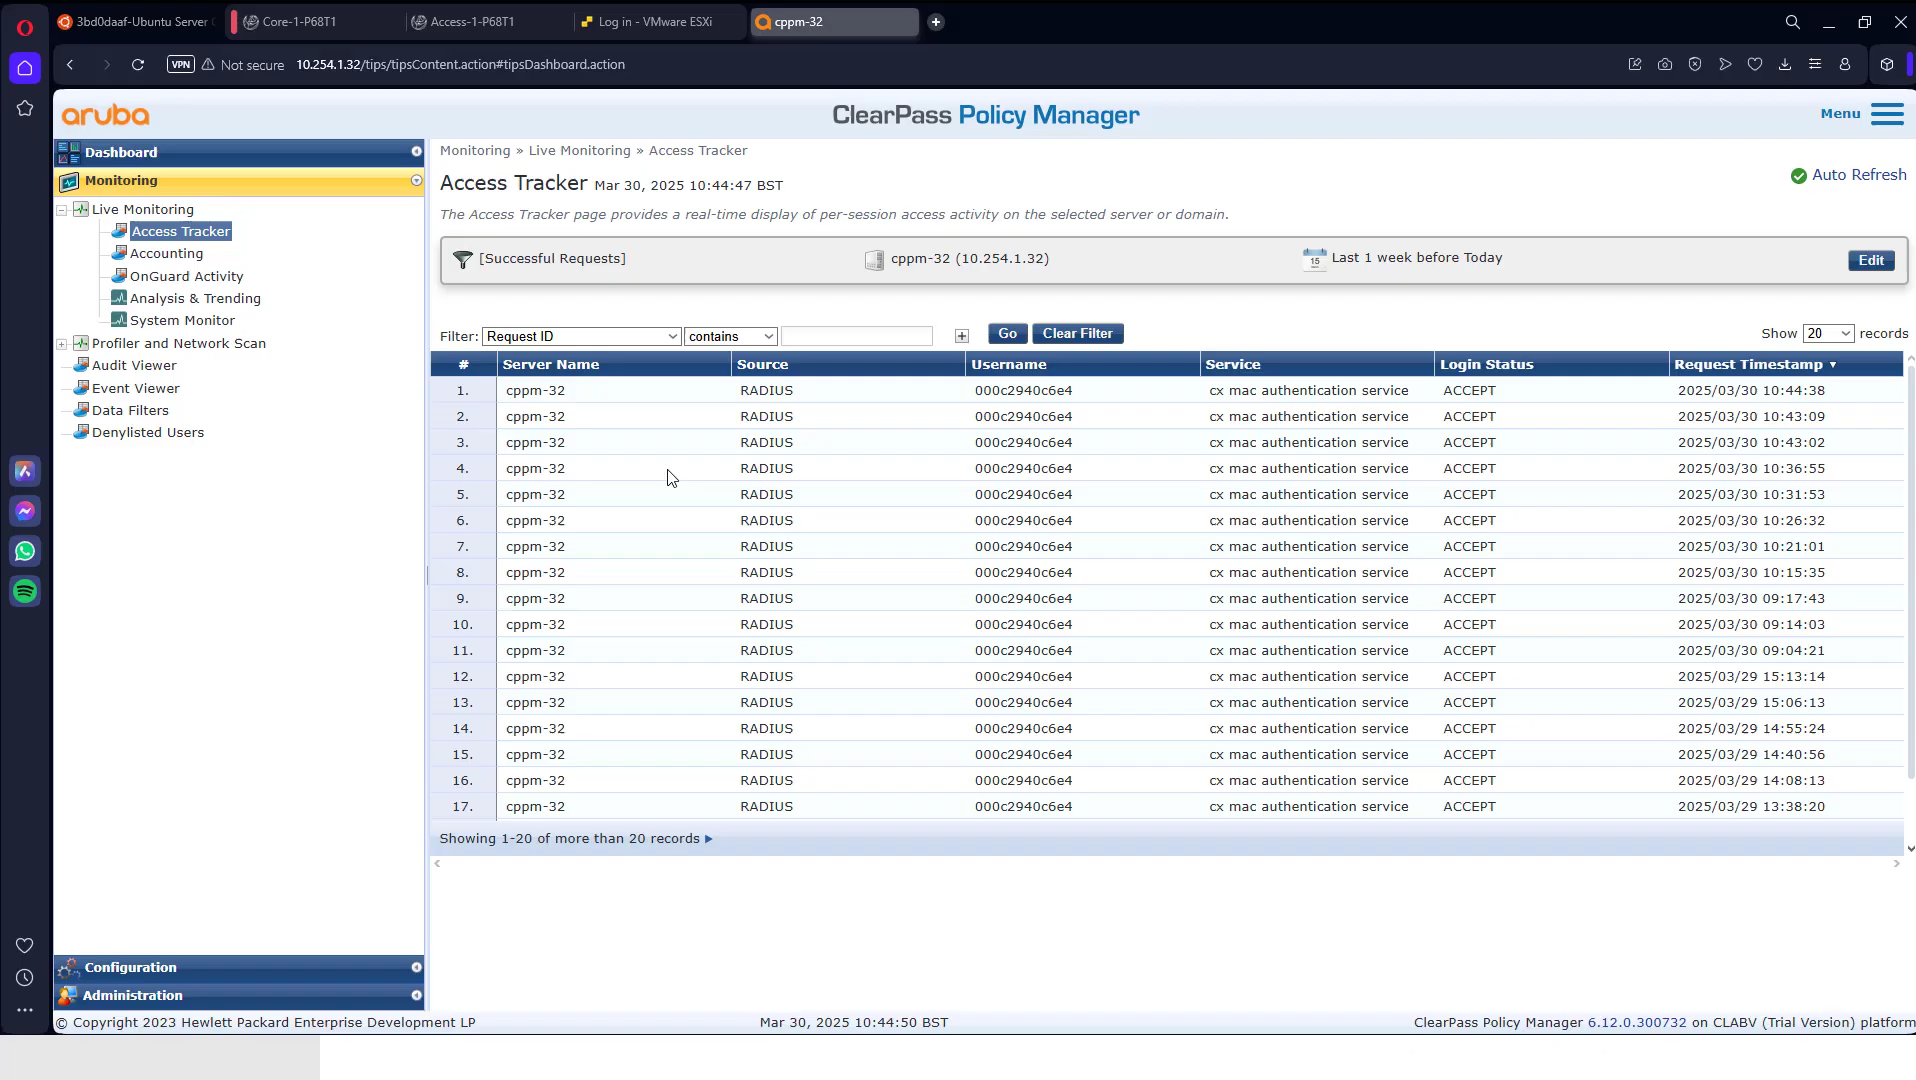 3bd0daaf-Ubuntu Server
Core-1-P68T1
Access-1-P68T1
Log in - VMware ESXi
cppm-32
VPN
Not secure
10.254.1.32/tips/tipsContent.action#tipsDashboard.action
aruba
ClearPass Policy Manager
Menu
Dashboard
Monitoring
Live Monitoring
Access Tracker
Accounting
OnGuard Activity
Analysis & Trending
System Monitor
Profiler and Network Scan
Audit Viewer
Event Viewer
Data Filters
Denylisted Users
Configuration
Administration
Monitoring » Live Monitoring » Access Tracker
Access Tracker Mar 30, 2025 10:44:47 BST
Auto Refresh
The Access Tracker page provides a real-time display of per-session access activity on the selected server or domain.
[Successful Requests]
cppm-32 (10.254.1.32)
15
Last 1 week before Today
Edit
Filter: Request ID contains + Go Clear Filter Show 20 records
# Server Name Source Username Service Login Status Request Timestamp ▼
1. cppm-32 RADIUS 000c2940c6e4 cx mac authentication service ACCEPT 2025/03/30 10:44:38
2. cppm-32 RADIUS 000c2940c6e4 cx mac authentication service ACCEPT 2025/03/30 10:43:09
3. cppm-32 RADIUS 000c2940c6e4 cx mac authentication service ACCEPT 2025/03/30 10:43:02
4. cppm-32 RADIUS 000c2940c6e4 cx mac authentication service ACCEPT 2025/03/30 10:36:55
5. cppm-32 RADIUS 000c2940c6e4 cx mac authentication service ACCEPT 2025/03/30 10:31:53
6. cppm-32 RADIUS 000c2940c6e4 cx mac authentication service ACCEPT 2025/03/30 10:26:32
7. cppm-32 RADIUS 000c2940c6e4 cx mac authentication service ACCEPT 2025/03/30 10:21:01
8. cppm-32 RADIUS 000c2940c6e4 cx mac authentication service ACCEPT 2025/03/30 10:15:35
9. cppm-32 RADIUS 000c2940c6e4 cx mac authentication service ACCEPT 2025/03/30 09:17:43
10. cppm-32 RADIUS 000c2940c6e4 cx mac authentication service ACCEPT 2025/03/30 09:14:03
11. cppm-32 RADIUS 000c2940c6e4 cx mac authentication service ACCEPT 2025/03/30 09:04:21
12. cppm-32 RADIUS 000c2940c6e4 cx mac authentication service ACCEPT 2025/03/29 15:13:14
13. cppm-32 RADIUS 000c2940c6e4 cx mac authentication service ACCEPT 2025/03/29 15:06:13
14. cppm-32 RADIUS 000c2940c6e4 cx mac authentication service ACCEPT 2025/03/29 14:55:24
15. cppm-32 RADIUS 000c2940c6e4 cx mac authentication service ACCEPT 2025/03/29 14:40:56
16. cppm-32 RADIUS 000c2940c6e4 cx mac authentication service ACCEPT 2025/03/29 14:08:13
17. cppm-32 RADIUS 000c2940c6e4 cx mac authentication service ACCEPT 2025/03/29 13:38:20
Showing 1-20 of more than 20 records ▶
© Copyright 2023 Hewlett Packard Enterprise Development LP
Mar 30, 2025 10:44:50 BST
ClearPass Policy Manager 6.12.0.300732 on CLABV (Trial Version) platform